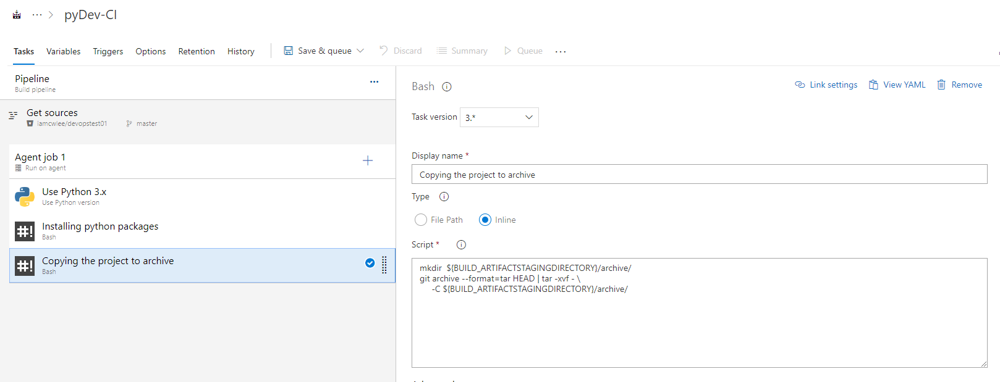 pyDev-CI
Tasks Variables Triggers Options Retention History Save & queue Discard Summary Queue
Pipeline
Build pipeline
Get sources
iamcwlee/devopstest01 master
Agent job 1
Run on agent
Use Python 3.x
Use Python version
#! Installing python packages
Bash
#! Copying the project to archive
Bash
Bash Link settings View YAML Remove
Task version 3.*
Display name *
Copying the project to archive
Type
File Path Inline
Script *
mkdir  ${BUILD_ARTIFACTSTAGINGDIRECTORY}/archive/
git archive --format=tar HEAD | tar -xvf - \
-C ${BUILD_ARTIFACTSTAGINGDIRECTORY}/archive/